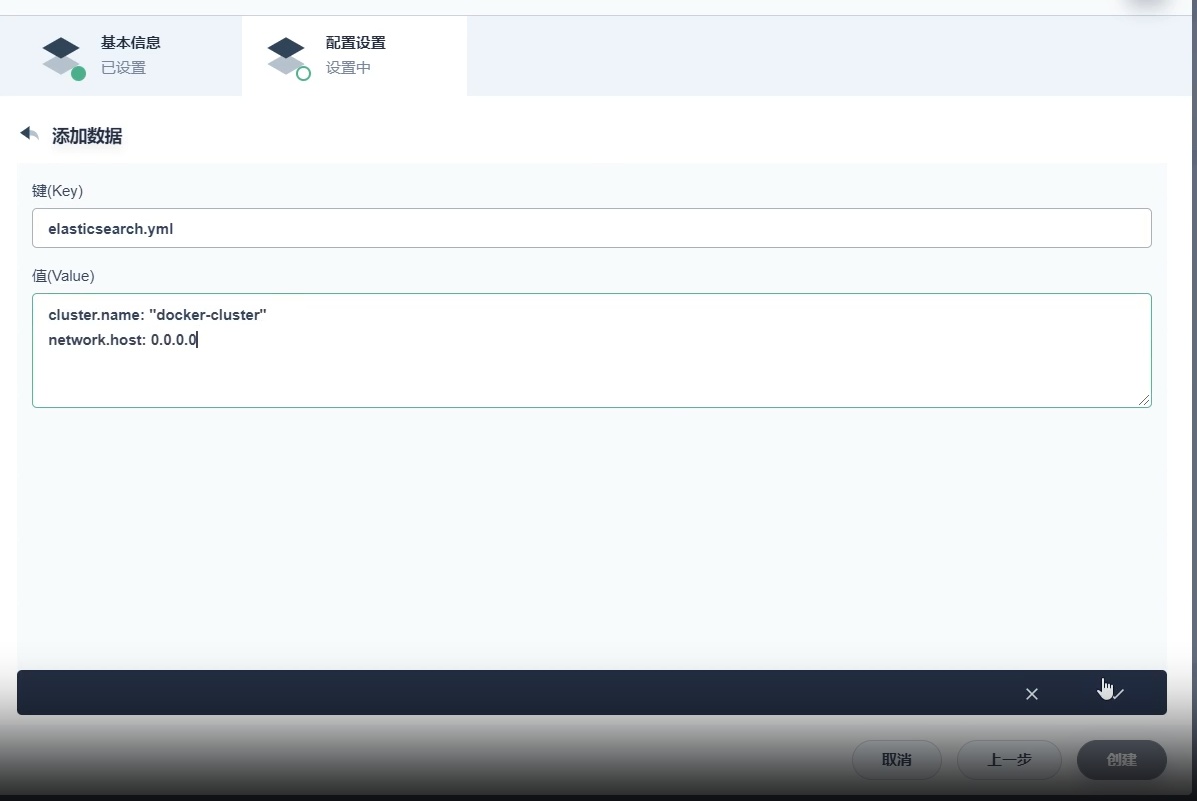 基本信息
已设置
配置设置
设置中
添加数据
键(Key)
elasticsearch.yml
值(Value)
cluster.name: "docker-cluster"
network.host: 0.0.0.0
取消
上一步
创建